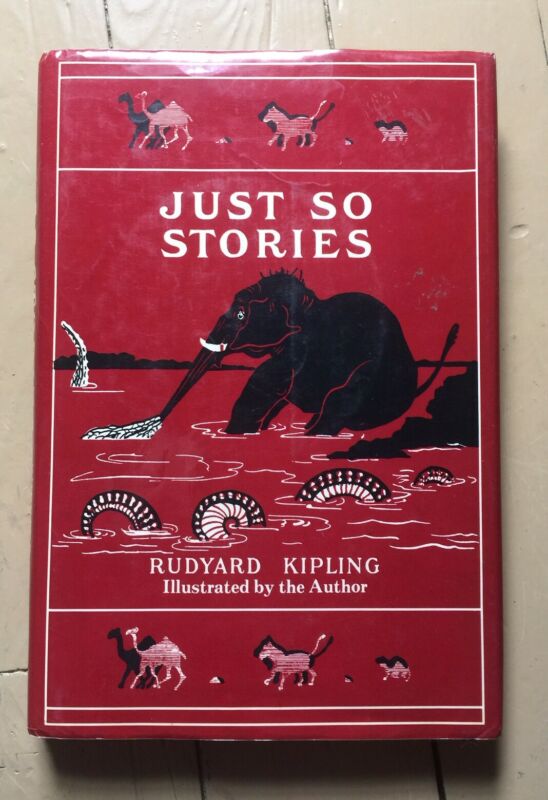 JUST SO
STORIES
RUDYARD KIPLING
Illustrated by the Author